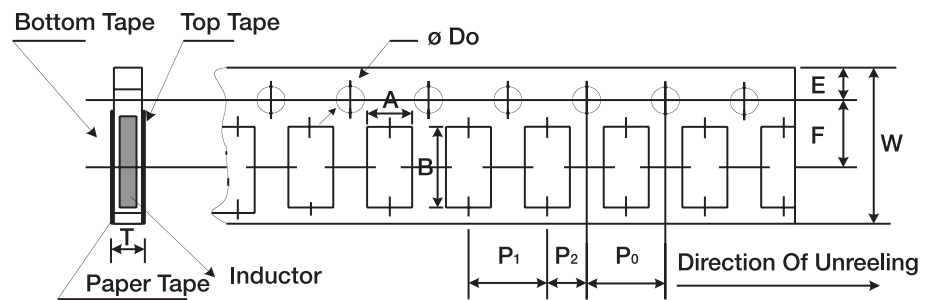 Bottom Tape
Top Tape
ø Do
A
E
F
W
B
T
P₁
P₂
P₀
Direction Of Unreeling
Inductor
Paper Tape